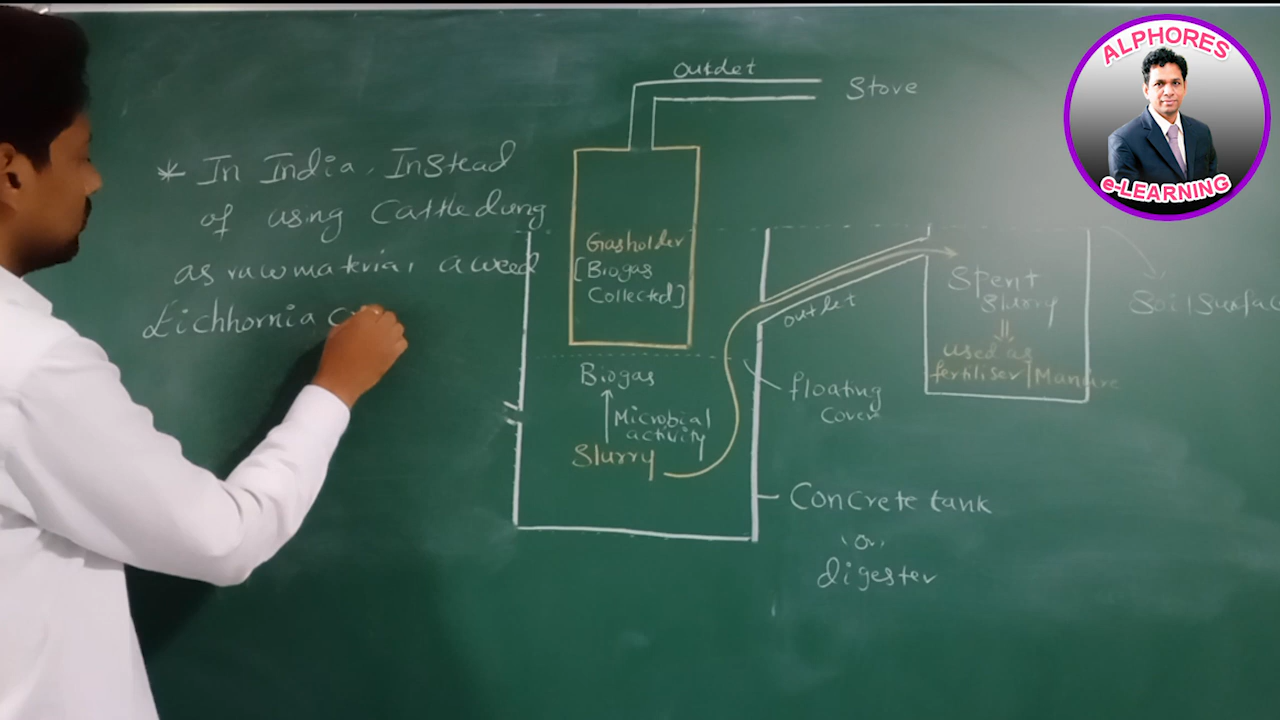 ALPHORES
e-LEARNING
* In India, Instead
of using Cattledung
as rawmaterial, a weed
Eichhornia
Outlet
Stove
Gasholder
[Biogas
Collected]
Biogas
Microbial
activity
Slurry
outlet
Spent
Slurry
used as
fertiliser/Manure
Soil Surfac
floating
cover
Concrete tank
(or)
digester